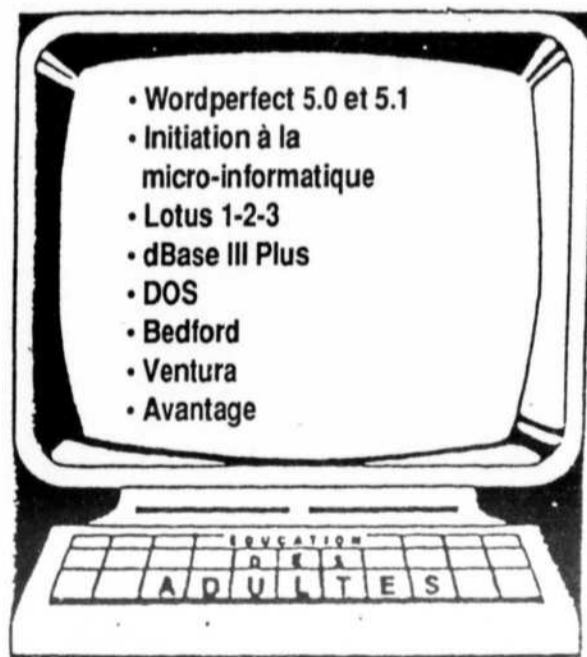 • Wordperfect 5.0 et 5.1
• Initiation à la
micro-informatique
• Lotus 1-2-3
• dBase III Plus
• DOS
• Bedford
• Ventura
• Avantage
EDUCATION
DES
ADULTES